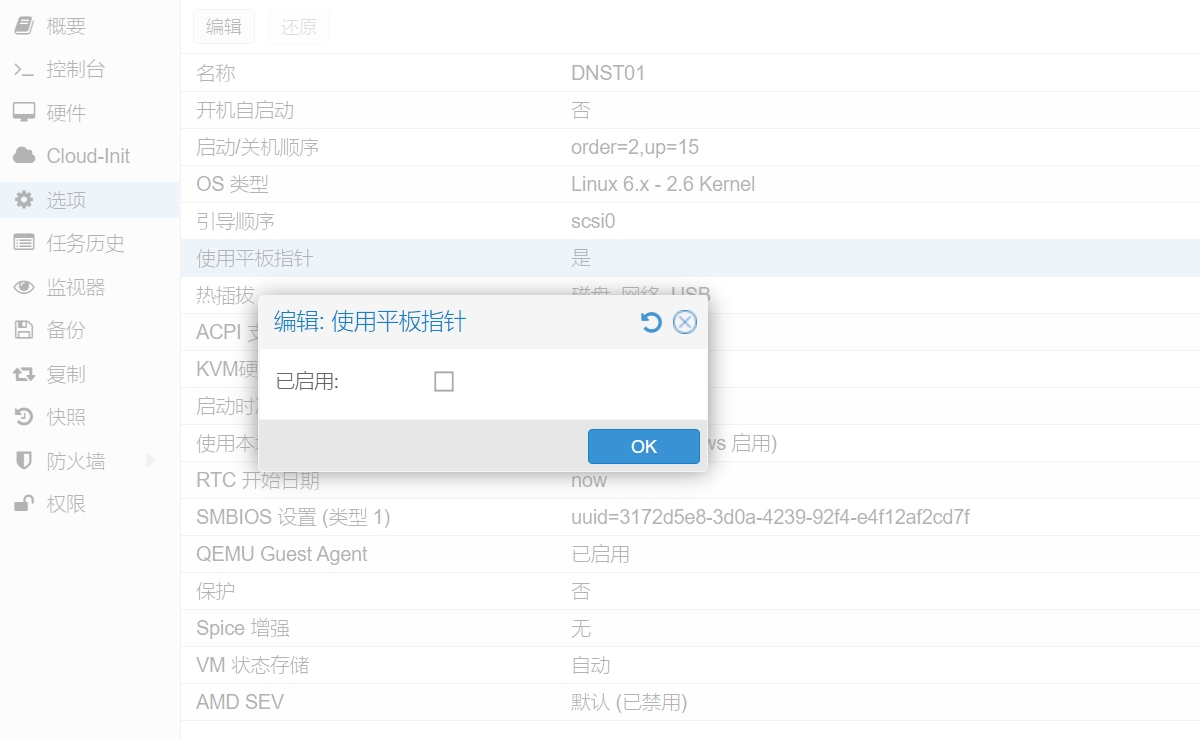 概要
控制台
硬件
Cloud-Init
选项
任务历史
监视器
备份
复制
快照
防火墙
权限
编辑 还原
名称 DNST01
开机自启动 否
启动/关机顺序 order=2,up=15
OS 类型 Linux 6.x - 2.6 Kernel
引导顺序 scsi0
使用平板指针 是
热插拔 磁盘, 网络, USB
ACPI 支
KVM硬
启动时
使用本 ws 启用)
RTC 开始日期 now
SMBIOS 设置 (类型 1) uuid=3172d5e8-3d0a-4239-92f4-e4f12af2cd7f
QEMU Guest Agent 已启用
保护 否
Spice 增强 无
VM 状态存储 自动
AMD SEV 默认 (已禁用)
编辑: 使用平板指针
已启用:
OK